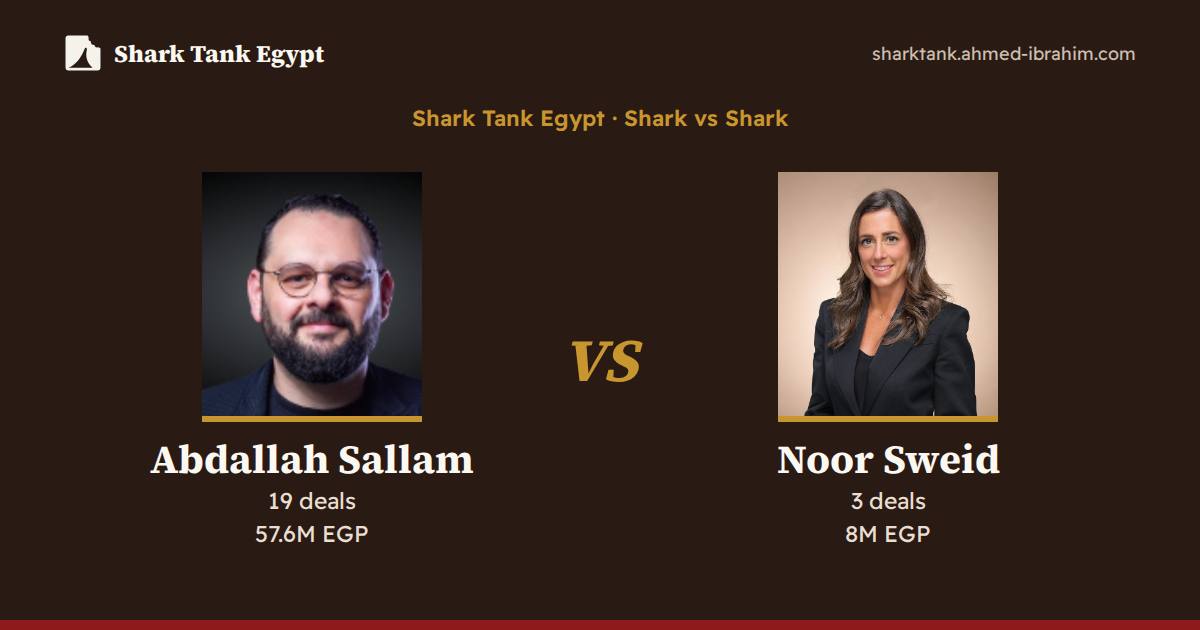 Shark Tank Egypt
sharktank.ahmed-ibrahim.com
Shark Tank Egypt · Shark vs Shark
VS
Abdallah Sallam
19 deals
57.6M EGP
Noor Sweid
3 deals
8M EGP